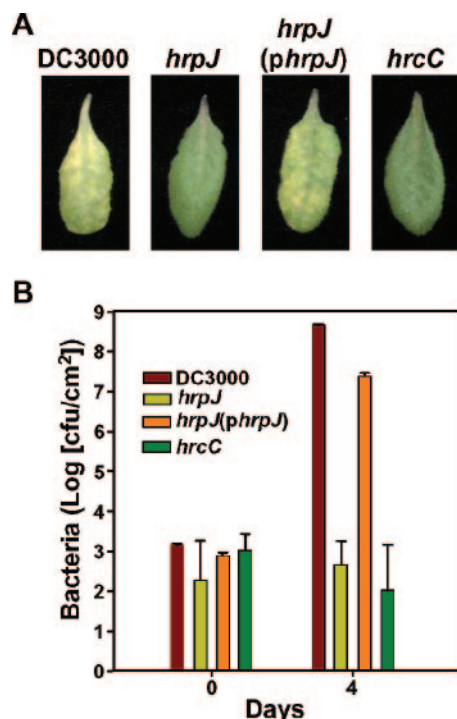 A
DC3000
hrpJ
hrpJ
(phrpJ)
hrcC
B
Bacteria (Log [cfu/cm²])
9
8
7
6
5
4
3
2
1
0
DC3000
hrpJ
hrpJ(phrpJ)
hrcC
0 4
Days